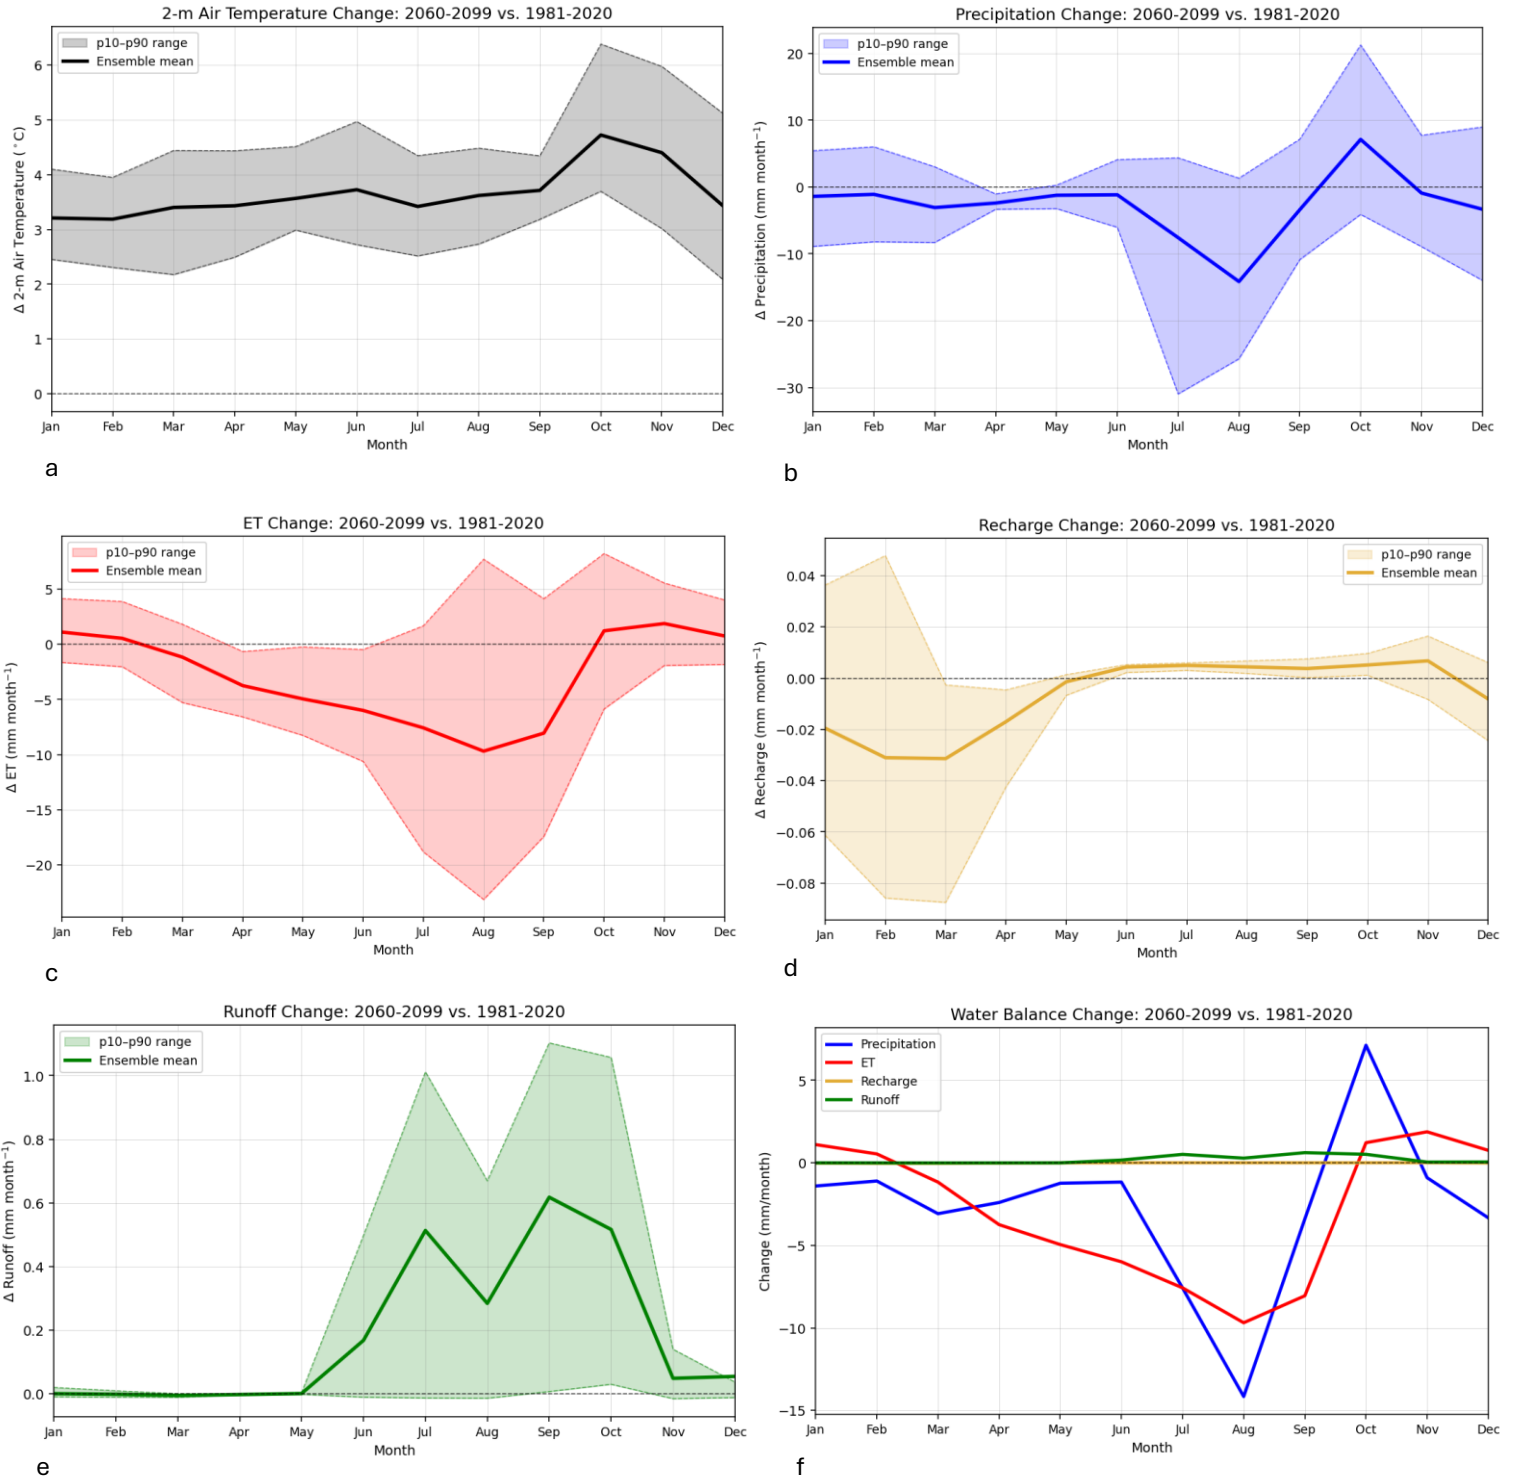 2-m Air Temperature Change: 2060-2099 vs. 1981-2020
p10–p90 range
Ensemble mean
Δ 2-m Air Temperature (°C)
6
5
4
3
2
1
0
Jan Feb Mar Apr May Jun Jul Aug Sep Oct Nov Dec
Month
a
Precipitation Change: 2060-2099 vs. 1981-2020
p10–p90 range
Ensemble mean
Δ Precipitation (mm month⁻¹)
20
10
0
−10
−20
−30
Jan Feb Mar Apr May Jun Jul Aug Sep Oct Nov Dec
Month
b
ET Change: 2060-2099 vs. 1981-2020
p10–p90 range
Ensemble mean
Δ ET (mm month⁻¹)
5
0
−5
−10
−15
−20
Jan Feb Mar Apr May Jun Jul Aug Sep Oct Nov Dec
Month
c
Recharge Change: 2060-2099 vs. 1981-2020
p10–p90 range
Ensemble mean
Δ Recharge (mm month⁻¹)
0.04
0.02
0.00
−0.02
−0.04
−0.06
−0.08
Jan Feb Mar Apr May Jun Jul Aug Sep Oct Nov Dec
Month
d
Runoff Change: 2060-2099 vs. 1981-2020
p10–p90 range
Ensemble mean
Δ Runoff (mm month⁻¹)
1.0
0.8
0.6
0.4
0.2
0.0
Jan Feb Mar Apr May Jun Jul Aug Sep Oct Nov Dec
Month
e
Water Balance Change: 2060-2099 vs. 1981-2020
Precipitation
ET
Recharge
Runoff
Change (mm/month)
5
0
−5
−10
−15
Jan Feb Mar Apr May Jun Jul Aug Sep Oct Nov Dec
Month
f